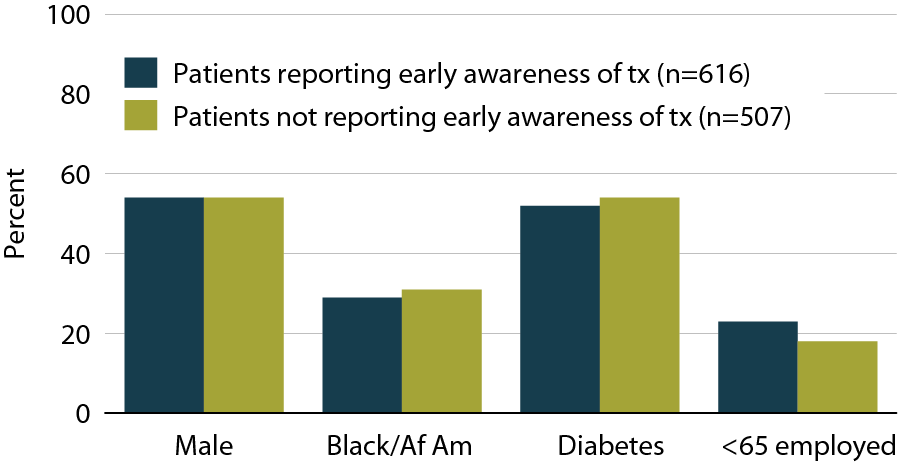 100
80
60
40
20
0
Percent
Patients reporting early awareness of tx (n=616)
Patients not reporting early awareness of tx (n=507)
Male
Black/Af Am
Diabetes
<65 employed